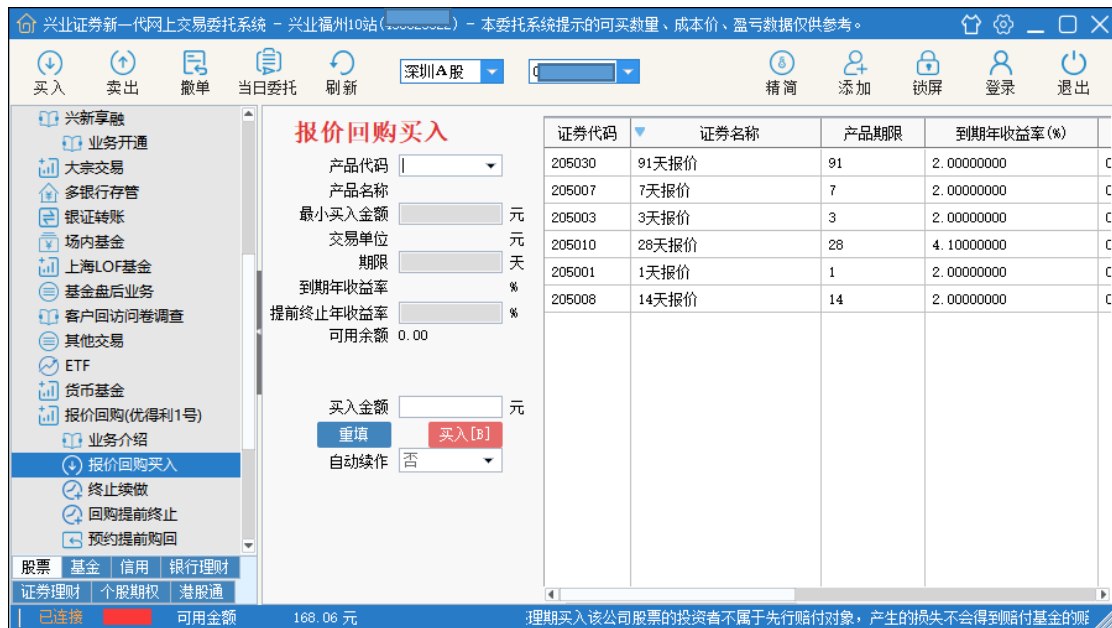 兴业证券新一代网上交易委托系统 - 兴业福州10站( ) - 本委托系统提示的可买数量、成本价、盈亏数据仅供参考。
买入 卖出 撤单 当日委托 刷新 深圳A股 精简 添加 锁屏 登录 退出
兴新享融
业务开通
大宗交易
多银行存管
银证转账
场内基金
上海LOF基金
基金盘后业务
客户回访问卷调查
其他交易
ETF
货币基金
报价回购(优得利1号)
业务介绍
报价回购买入
终止续做
回购提前终止
预约提前购回
股票 基金 信用 银行理财
证券理财 个股期权 港股通
报价回购买入
产品代码
产品名称
最小买入金额 元
交易单位 元
期限 天
到期年收益率 %
提前终止年收益率 %
可用余额 0.00
买入金额 元
重填 买入[B]
自动续作 否
证券代码 证券名称 产品期限 到期年收益率(%)
205030 91天报价 91 2.00000000
205007 7天报价 7 2.00000000
205003 3天报价 3 2.00000000
205010 28天报价 28 4.10000000
205001 1天报价 1 2.00000000
205008 14天报价 14 2.00000000
已连接 可用金额 168.06 元 理期买入该公司股票的投资者不属于先行赔付对象，产生的损失不会得到赔付基金的赔